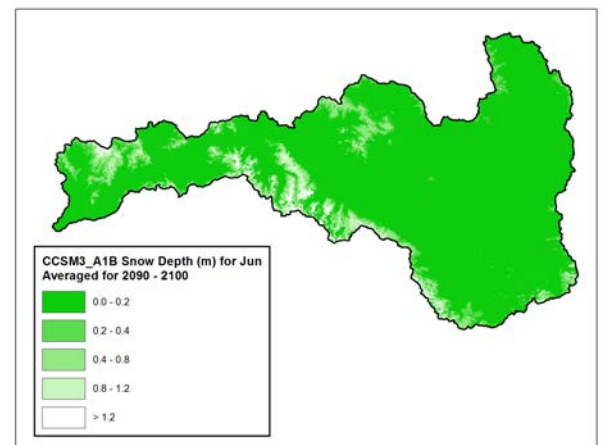 CCSM3_A1B Snow Depth (m) for Jun
Averaged for 2090 - 2100
0.0 - 0.2
0.2 - 0.4
0.4 - 0.8
0.8 - 1.2
> 1.2